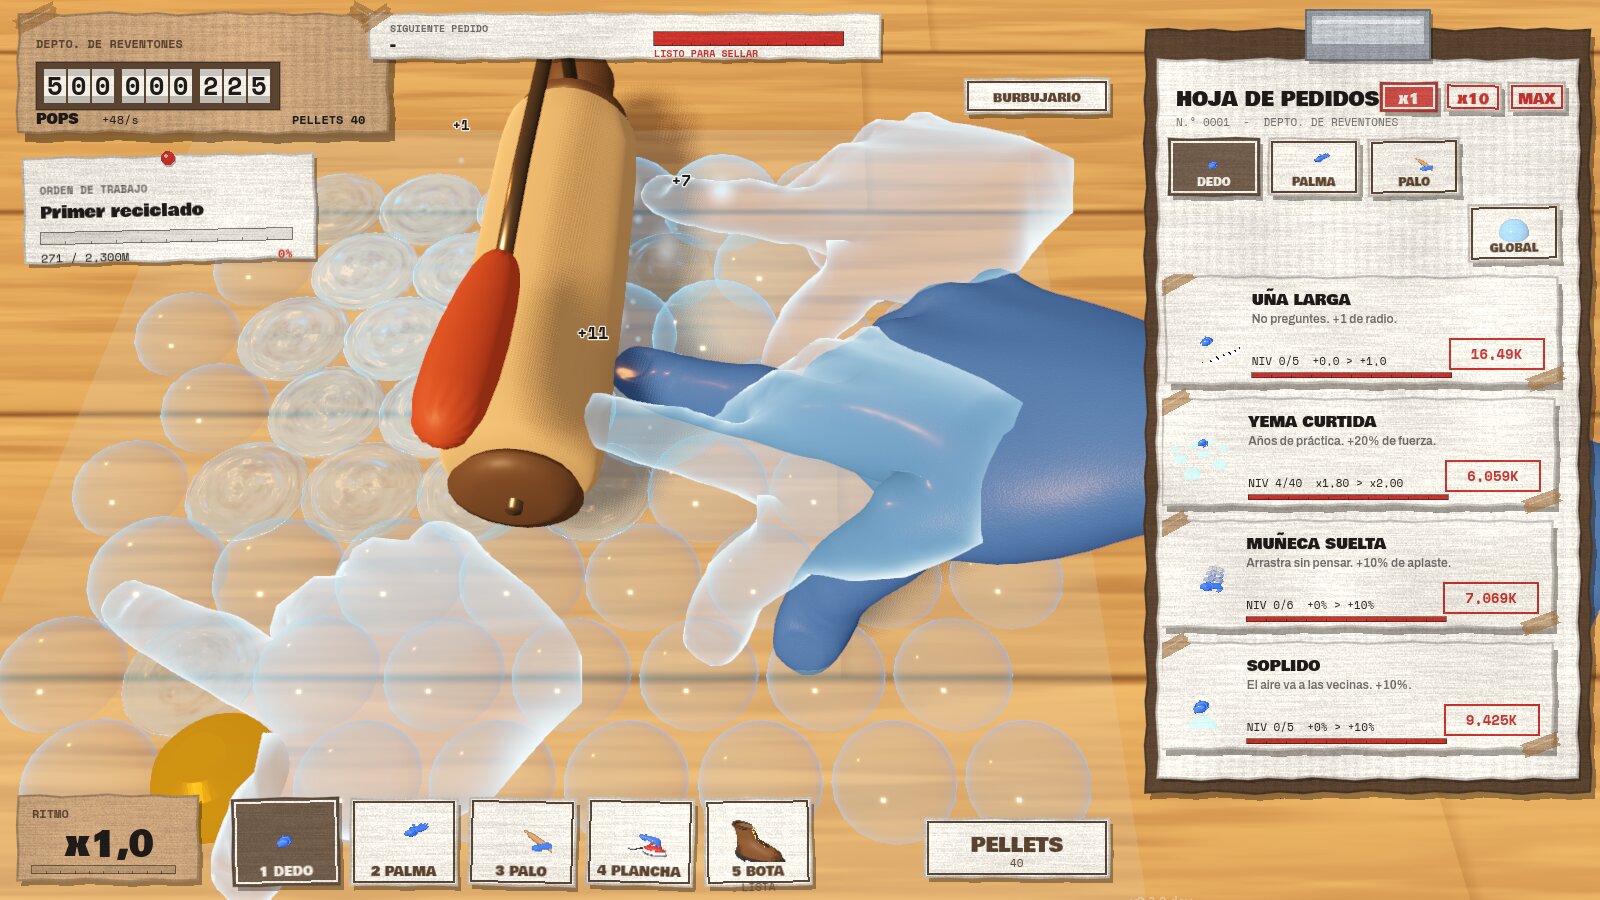 DEPTO. DE REVENTONES
500 000 225
POPS +48/s PELLETS 40
SIGUIENTE PEDIDO
-
LISTO PARA SELLAR
BURBUJARIO
ORDEN DE TRABAJO
Primer reciclado
0%
271 / 2,300M
+1
+7
+11
HOJA DE PEDIDOS x1 x10 MAX
N.° 0001 - DEPTO. DE REVENTONES
DEDO PALMA PALO
GLOBAL
UÑA LARGA
No preguntes. +1 de radio.
NIV 0/5 +0,0 > +1,0 16,49K
YEMA CURTIDA
Años de práctica. +20% de fuerza.
NIV 4/40 x1,80 > x2,00 6,059K
MUÑECA SUELTA
Arrastra sin pensar. +10% de aplaste.
NIV 0/6 +0% > +10% 7,069K
SOPLIDO
El aire va a las vecinas. +10%.
NIV 0/5 +0% > +10% 9,425K
RITMO
x1,0
1 DEDO 2 PALMA 3 PALO 4 PLANCHA 5 BOTA
LISTA
PELLETS
40